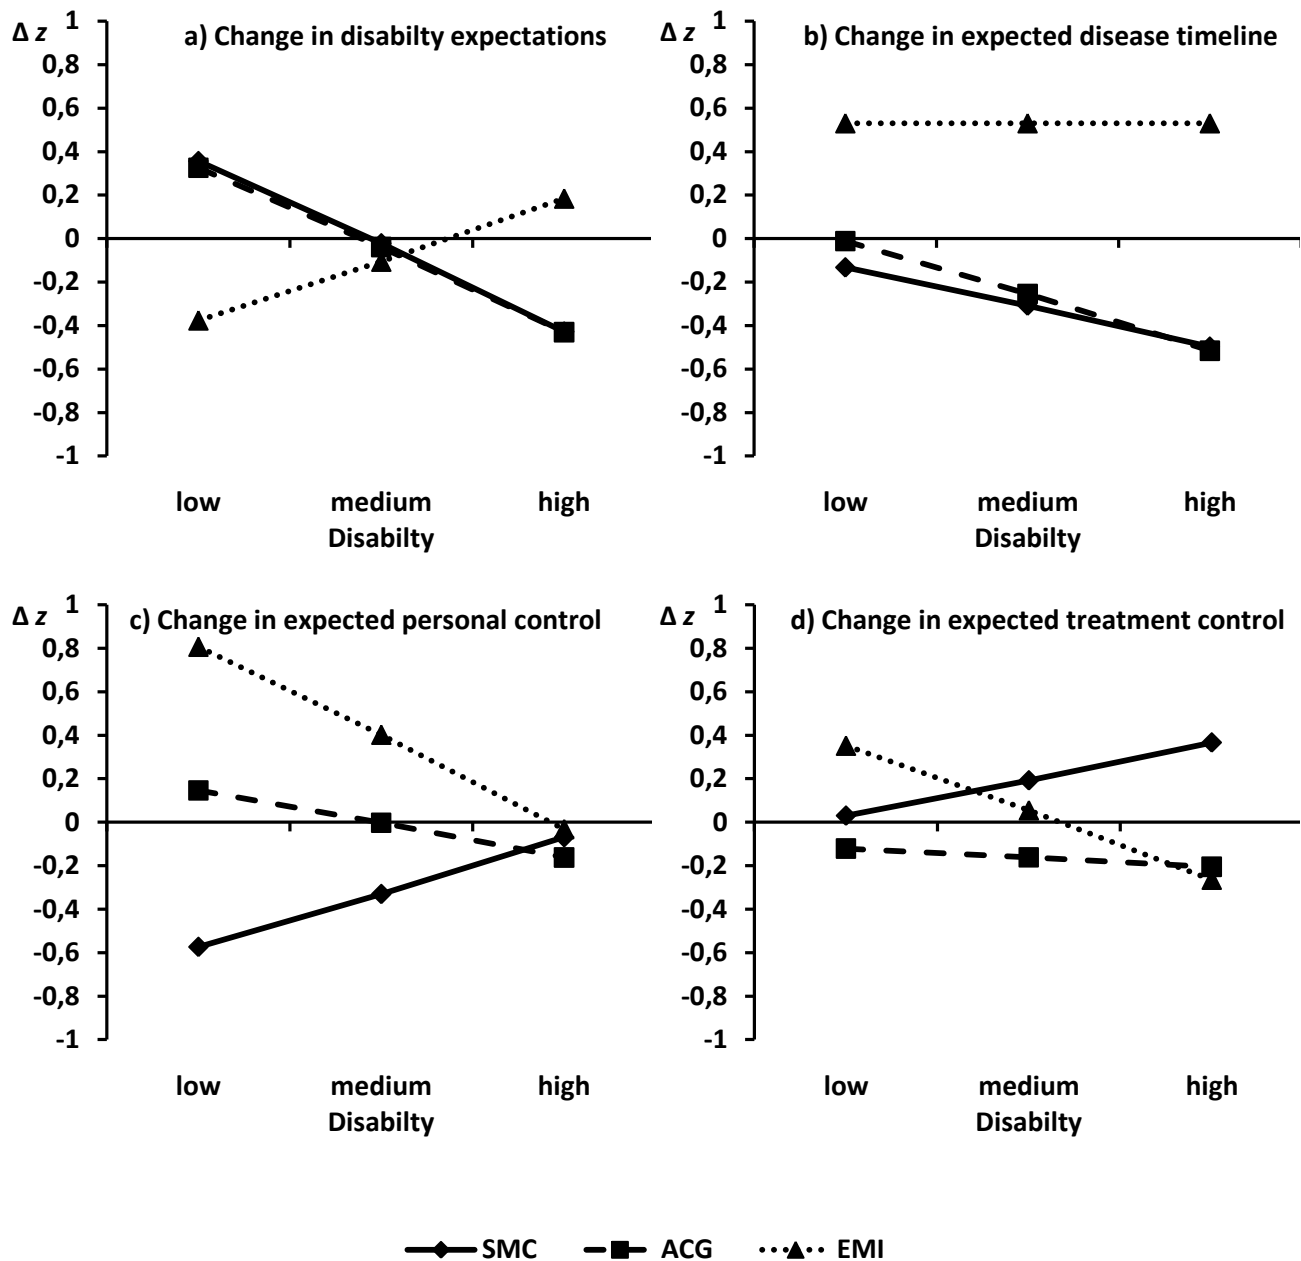 Δ z
a) Change in disabilty expectations
1
0,8
0,6
0,4
0,2
0
-0,2
-0,4
-0,6
-0,8
-1
low medium high
Disabilty
Δ z
b) Change in expected disease timeline
1
0,8
0,6
0,4
0,2
0
-0,2
-0,4
-0,6
-0,8
-1
low medium high
Disabilty
Δ z
c) Change in expected personal control
1
0,8
0,6
0,4
0,2
0
-0,2
-0,4
-0,6
-0,8
-1
low medium high
Disabilty
Δ z
d) Change in expected treatment control
1
0,8
0,6
0,4
0,2
0
-0,2
-0,4
-0,6
-0,8
-1
low medium high
Disabilty
SMC ACG EMI